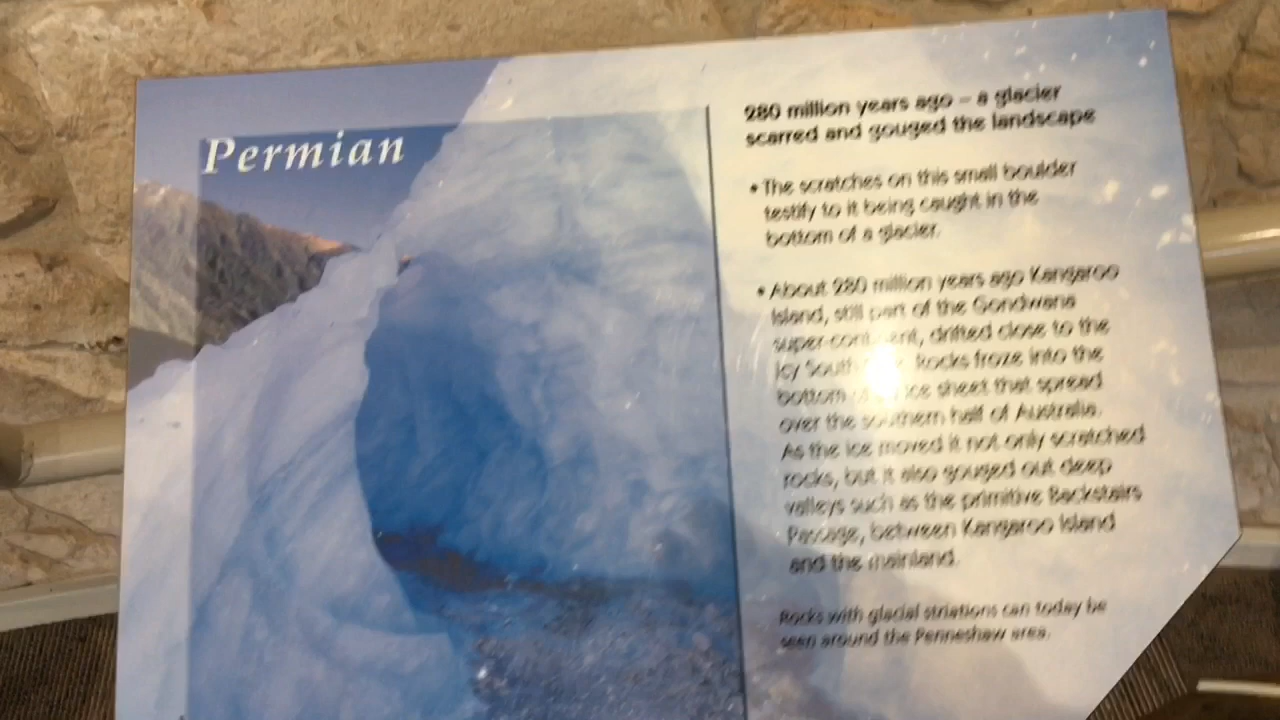 Permian
280 million years ago – a glacier
scarred and gouged the landscape
• The scratches on this small boulder
testify to it being caught in the
bottom of a glacier.
• About 280 million years ago Kangaroo
Island, still part of the Gondwana
super-continent, drifted close to the
Icy South Rocks froze into the
bottom ice sheet that spread
over the southern half of Australia.
As the ice moved it not only scratched
rocks, but it also gouged out deep
valleys such as the primitive Backstairs
Passage, between Kangaroo Island
and the mainland.
Rocks with glacial striations can today be
seen around the Penneshaw area.